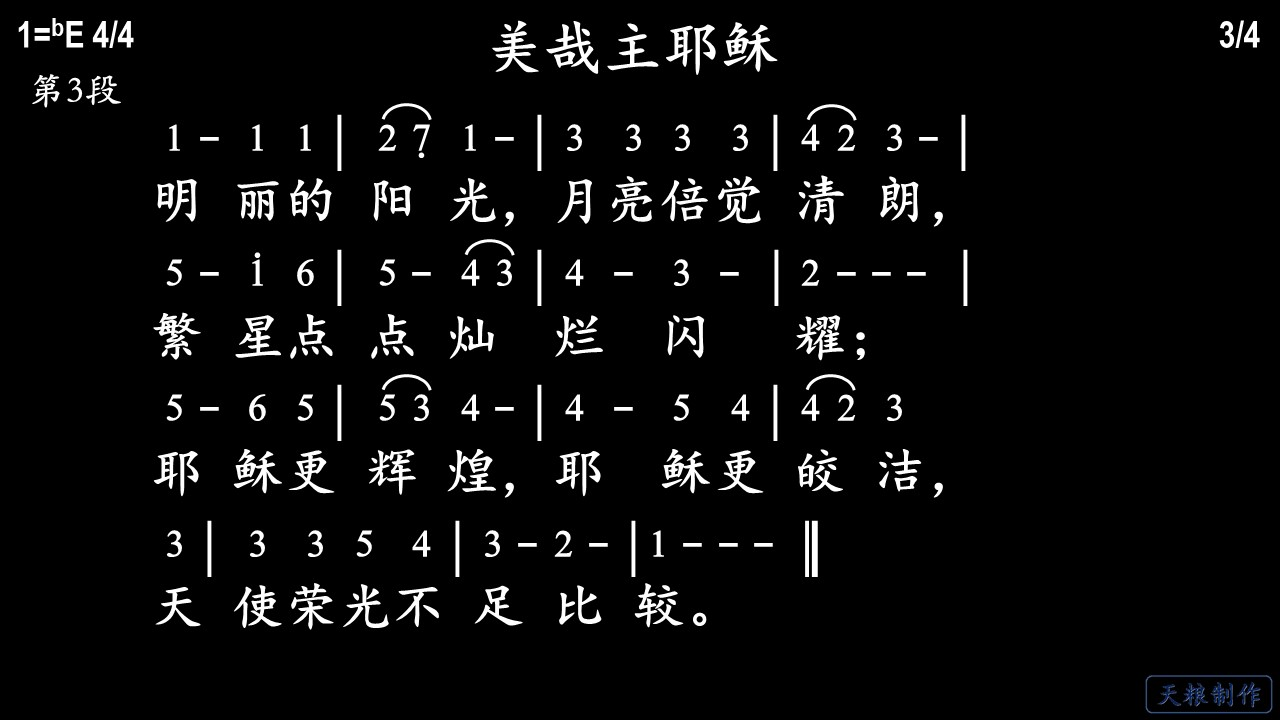 1=ᵇE 4/4
美哉主耶稣
3/4
第3段
1 - 1 1 | 2 7̣ 1 - | 3 3 3 3 | 4 2 3 - |
明 丽的 阳 光，月亮倍觉 清 朗，
5 - i 6 | 5 - 4 3 | 4 - 3 - | 2 - - - |
繁 星点 点 灿 烂 闪 耀；
5 - 6 5 | 5 3 4 - | 4 - 5 4 | 4 2 3
耶 稣更 辉 煌，耶 稣更 皎 洁，
3 | 3 3 5 4 | 3 - 2 - | 1 - - - ‖
天 使荣光不 足 比 较。
天粮制作